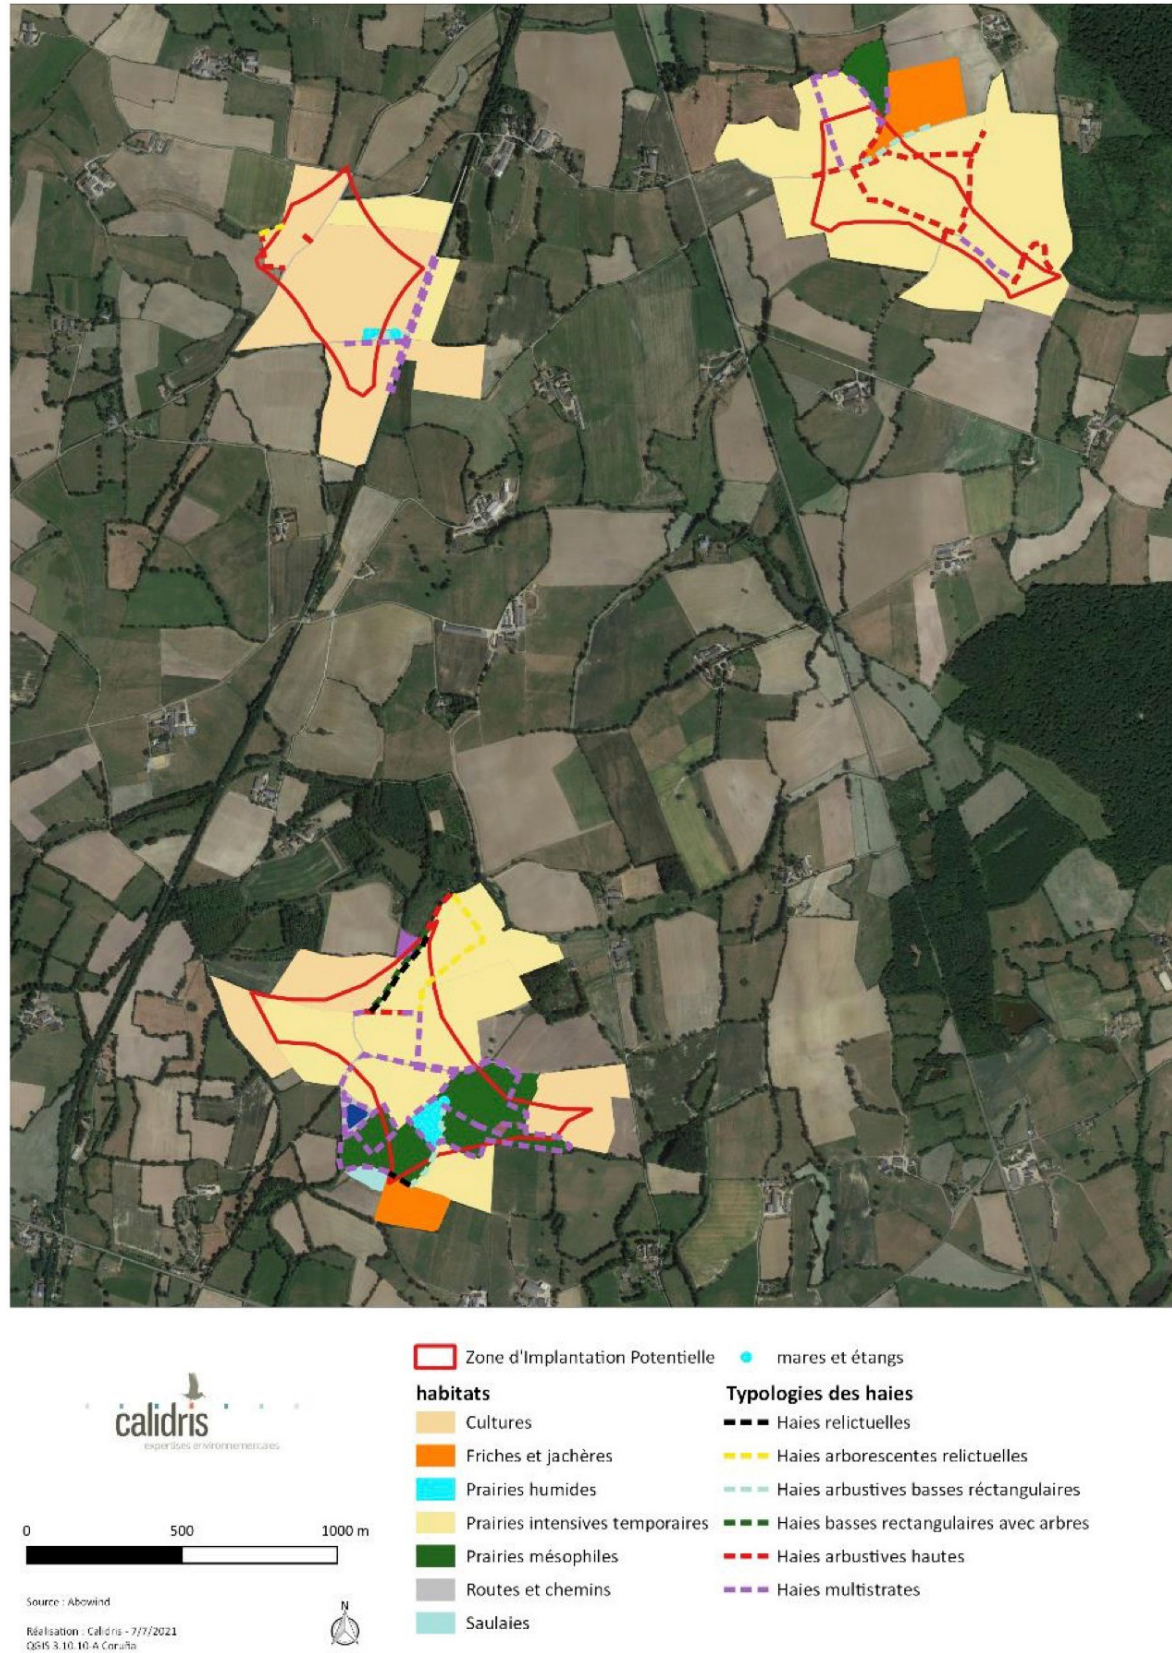 Zone d'Implantation Potentielle
mares et étangs
habitats
Typologies des haies
Cultures
Haies relictuelles
Friches et jachères
Haies arborescentes relictuelles
Prairies humides
Haies arbustives basses réctangulaires
Prairies intensives temporaires
Haies basses rectangulaires avec arbres
Prairies mésophiles
Haies arbustives hautes
Routes et chemins
Haies multistrates
Saulaies
calidris
expertises environnementales
0 500 1000 m
Source : Abowind
N
Réalisation : Calidris - 7/7/2021
QGIS 3.10.10-A Coruña